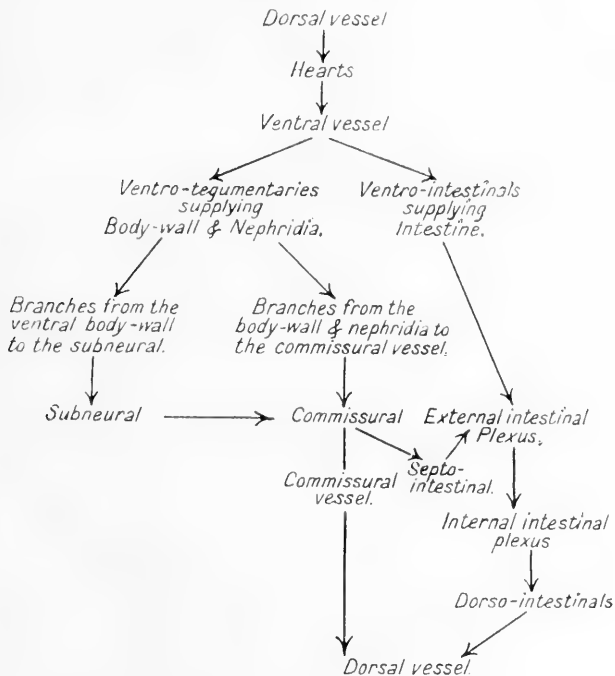 Dorsal vessel
Hearts
Ventral vessel
Ventro-tegumentaries
supplying
Body-wall & Nephridia.
Ventro-intestinals
supplying
Intestine.
Branches from the
ventral body-wall
to the subneural.
Branches from the
body-wall & nephridia to
the commissural vessel.
Subneural
Commissural
External intestinal
Plexus.
Septo-
intestinal.
Commissural
vessel.
Internal intestinal
plexus
Dorso-intestinals
Dorsal vessel.